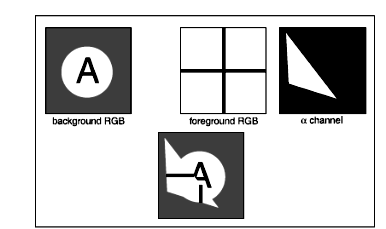 A
background RGB
foreground RGB
α channel
A